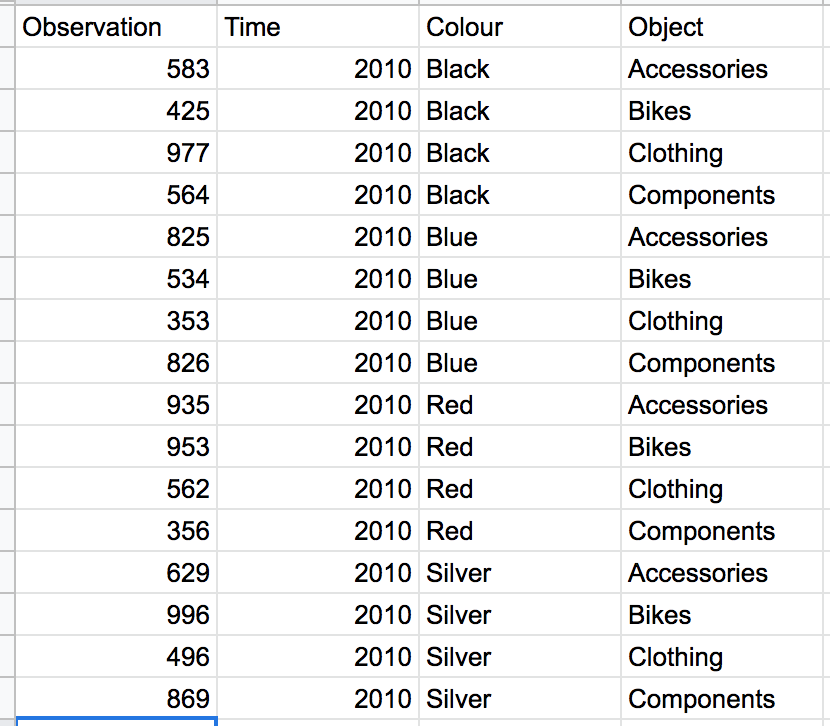 Observation Time Colour Object
583 2010 Black Accessories
425 2010 Black Bikes
977 2010 Black Clothing
564 2010 Black Components
825 2010 Blue Accessories
534 2010 Blue Bikes
353 2010 Blue Clothing
826 2010 Blue Components
935 2010 Red Accessories
953 2010 Red Bikes
562 2010 Red Clothing
356 2010 Red Components
629 2010 Silver Accessories
996 2010 Silver Bikes
496 2010 Silver Clothing
869 2010 Silver Components